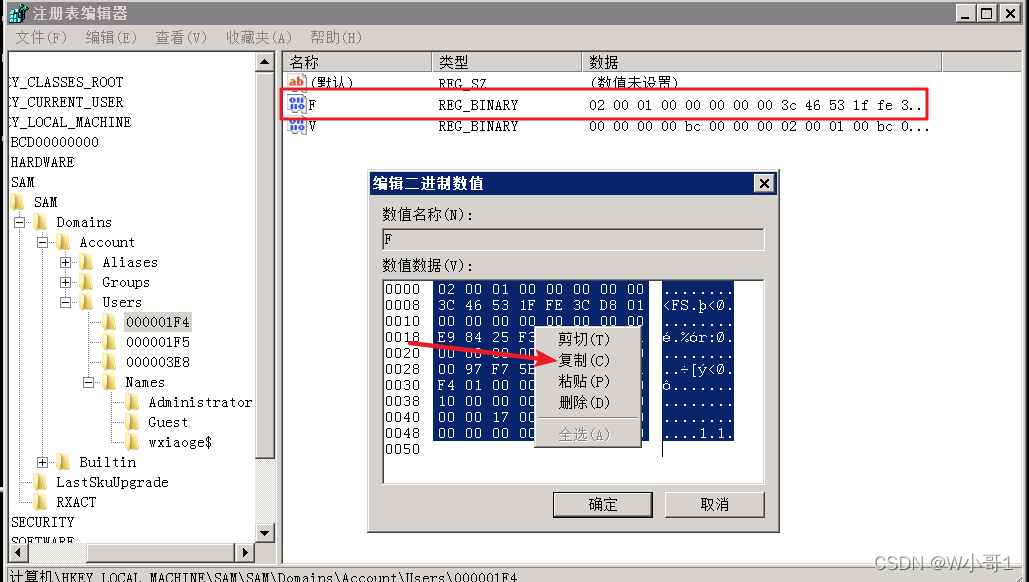 注册表编辑器
文件(F) 编辑(E) 查看(V) 收藏夹(A) 帮助(H)
名称 类型 数据
ab (默认) REG_SZ (数值未设置)
F REG_BINARY 02 00 01 00 00 00 00 00 3c 46 53 1f fe 3...
V REG_BINARY 00 00 00 00 bc 00 00 00 02 00 01 00 bc 0...
Y_CLASSES_ROOT
Y_CURRENT_USER
Y_LOCAL_MACHINE
BCD00000000
HARDWARE
SAM
SAM
Domains
Account
Aliases
Groups
Users
000001F4
000001F5
000003E8
Names
Administrator
Guest
wxiaoge$
Builtin
LastSkuUpgrade
RXACT
SECURITY
SOFTWARE
编辑二进制数值
数值名称(N):
F
数值数据(V):
0000 02 00 01 00 00 00 00 00 ........
0008 3C 46 53 1F FE 3C D8 01 <FS.þ<Ø.
0010 00 00 00 00 00 00 00 00 ........
0018 E9 84 25 F3 é.%ór:Ø.
0020 00 00 ........
0028 00 97 F7 5B ..÷[ý<Ø.
0030 F4 01 00 00 ô.......
0038 10 00 00 00 ........
0040 00 00 17 00 ........
0048 00 00 00 00 ....1.1.
0050
剪切(T)
复制(C)
粘贴(P)
删除(D)
全选(A)
确定 取消
计算机\HKEY_LOCAL_MACHINE\SAM\SAM\Domains\Account\Users\000001F4
CSDN @W小哥1